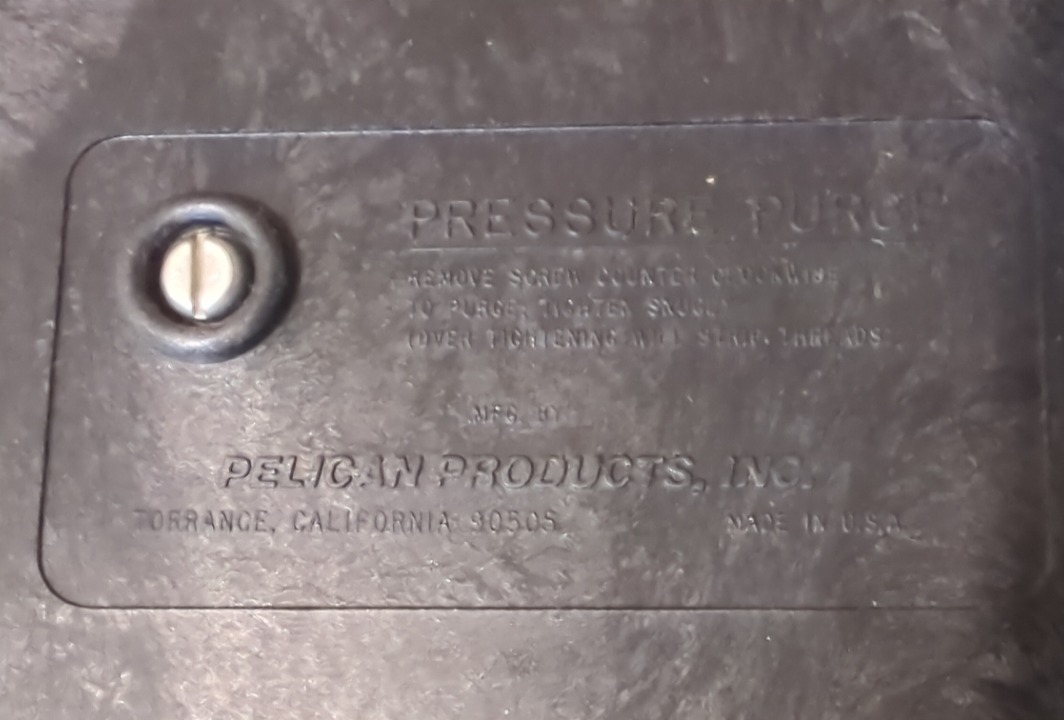 PRESSURE PURGE
REMOVE SCREW COUNTER CLOCKWISE
TO PURGE; TIGHTEN SNUGLY
(OVER TIGHTENING WILL STRIP THREADS)
MFG. BY
PELICAN PRODUCTS, INC.
TORRANCE, CALIFORNIA 90505 MADE IN U.S.A.